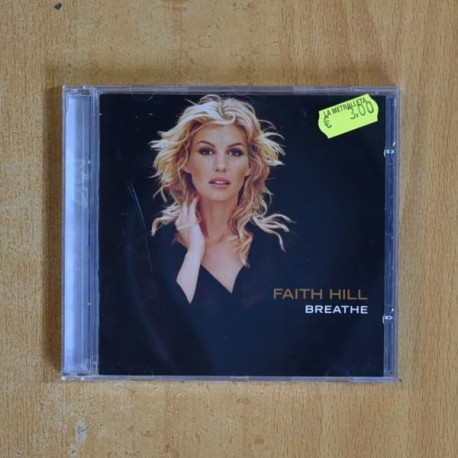 LA METRALLETA
€ 3,00
FAITH HILL
BREATHE